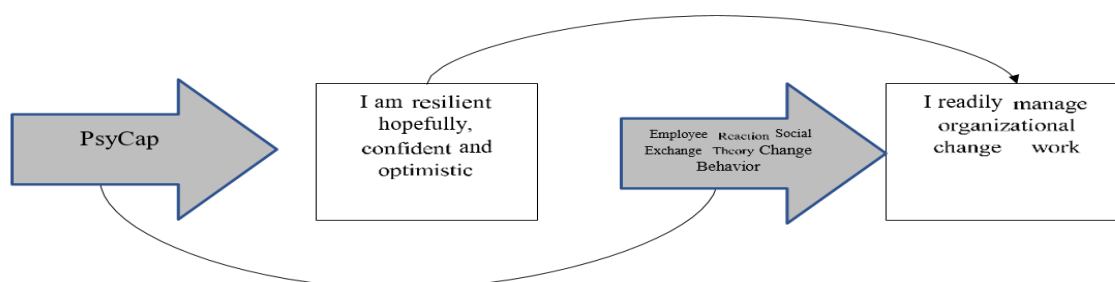 PsyCap
I am resilient
hopefully,
confident and
optimistic
Employee Reaction Social
Exchange Theory Change
Behavior
I readily manage
organizational
change work